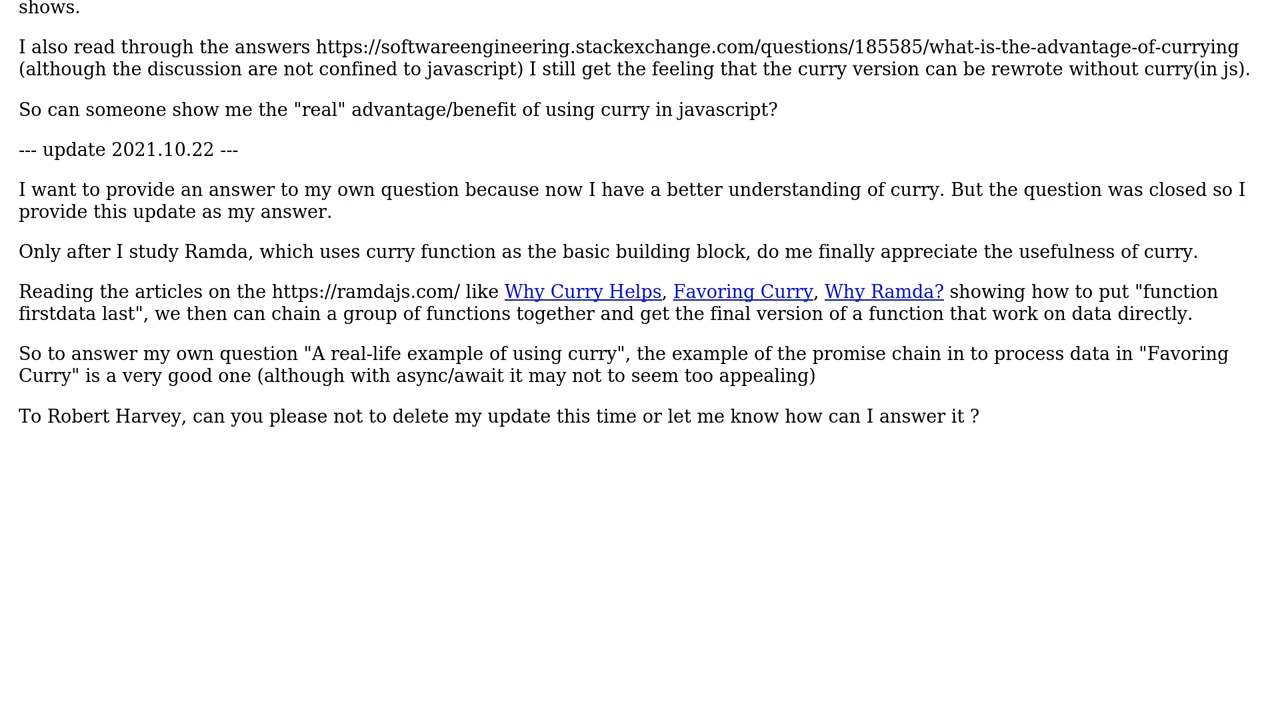 shows.
I also read through the answers https://softwareengineering.stackexchange.com/questions/185585/what-is-the-advantage-of-currying
(although the discussion are not confined to javascript) I still get the feeling that the curry version can be rewrote without curry(in js).
So can someone show me the "real" advantage/benefit of using curry in javascript?
--- update 2021.10.22 ---
I want to provide an answer to my own question because now I have a better understanding of curry. But the question was closed so I
provide this update as my answer.
Only after I study Ramda, which uses curry function as the basic building block, do me finally appreciate the usefulness of curry.
Reading the articles on the https://ramdajs.com/ like Why Curry Helps, Favoring Curry, Why Ramda? showing how to put "function
firstdata last", we then can chain a group of functions together and get the final version of a function that work on data directly.
So to answer my own question "A real-life example of using curry", the example of the promise chain in to process data in "Favoring
Curry" is a very good one (although with async/await it may not to seem too appealing)
To Robert Harvey, can you please not to delete my update this time or let me know how can I answer it ?